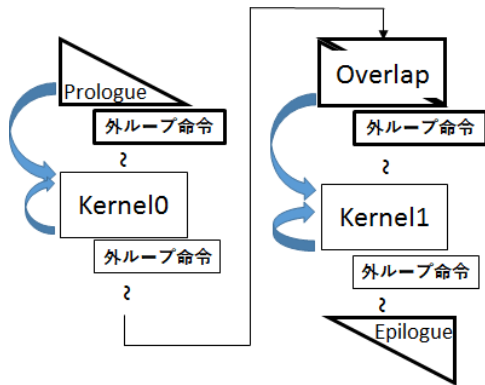 Prologue
外ループ命令
~
Kernel0
外ループ命令
~
Overlap
外ループ命令
~
Kernel1
外ループ命令
~
Epilogue